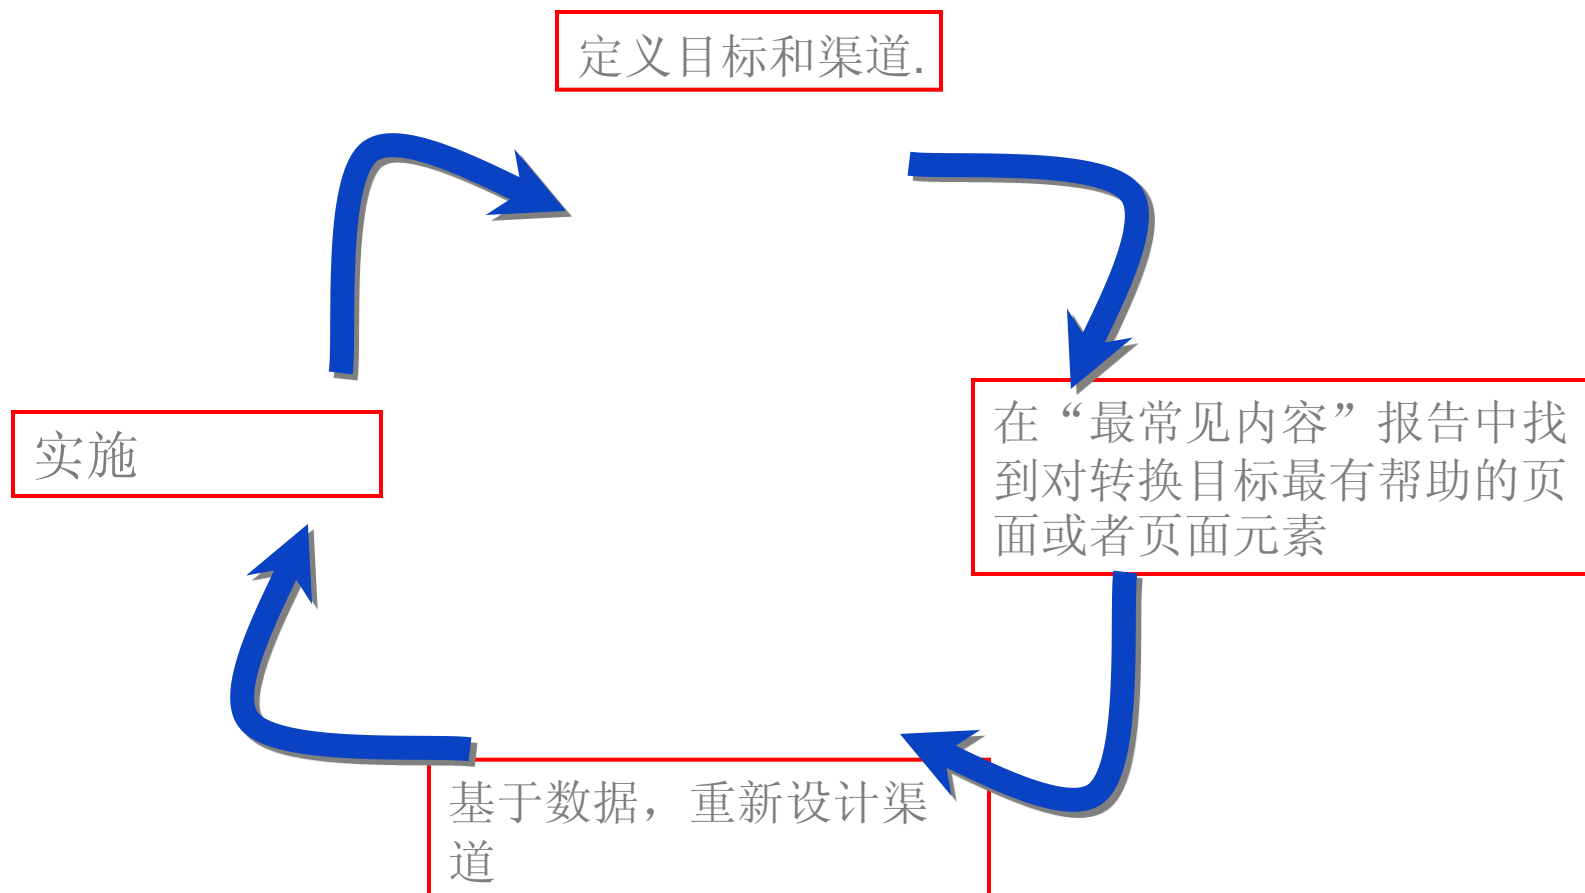 定义目标和渠道.
在“最常见内容”报告中找
到对转换目标最有帮助的页
面或者页面元素
实施
基于数据，重新设计渠
道